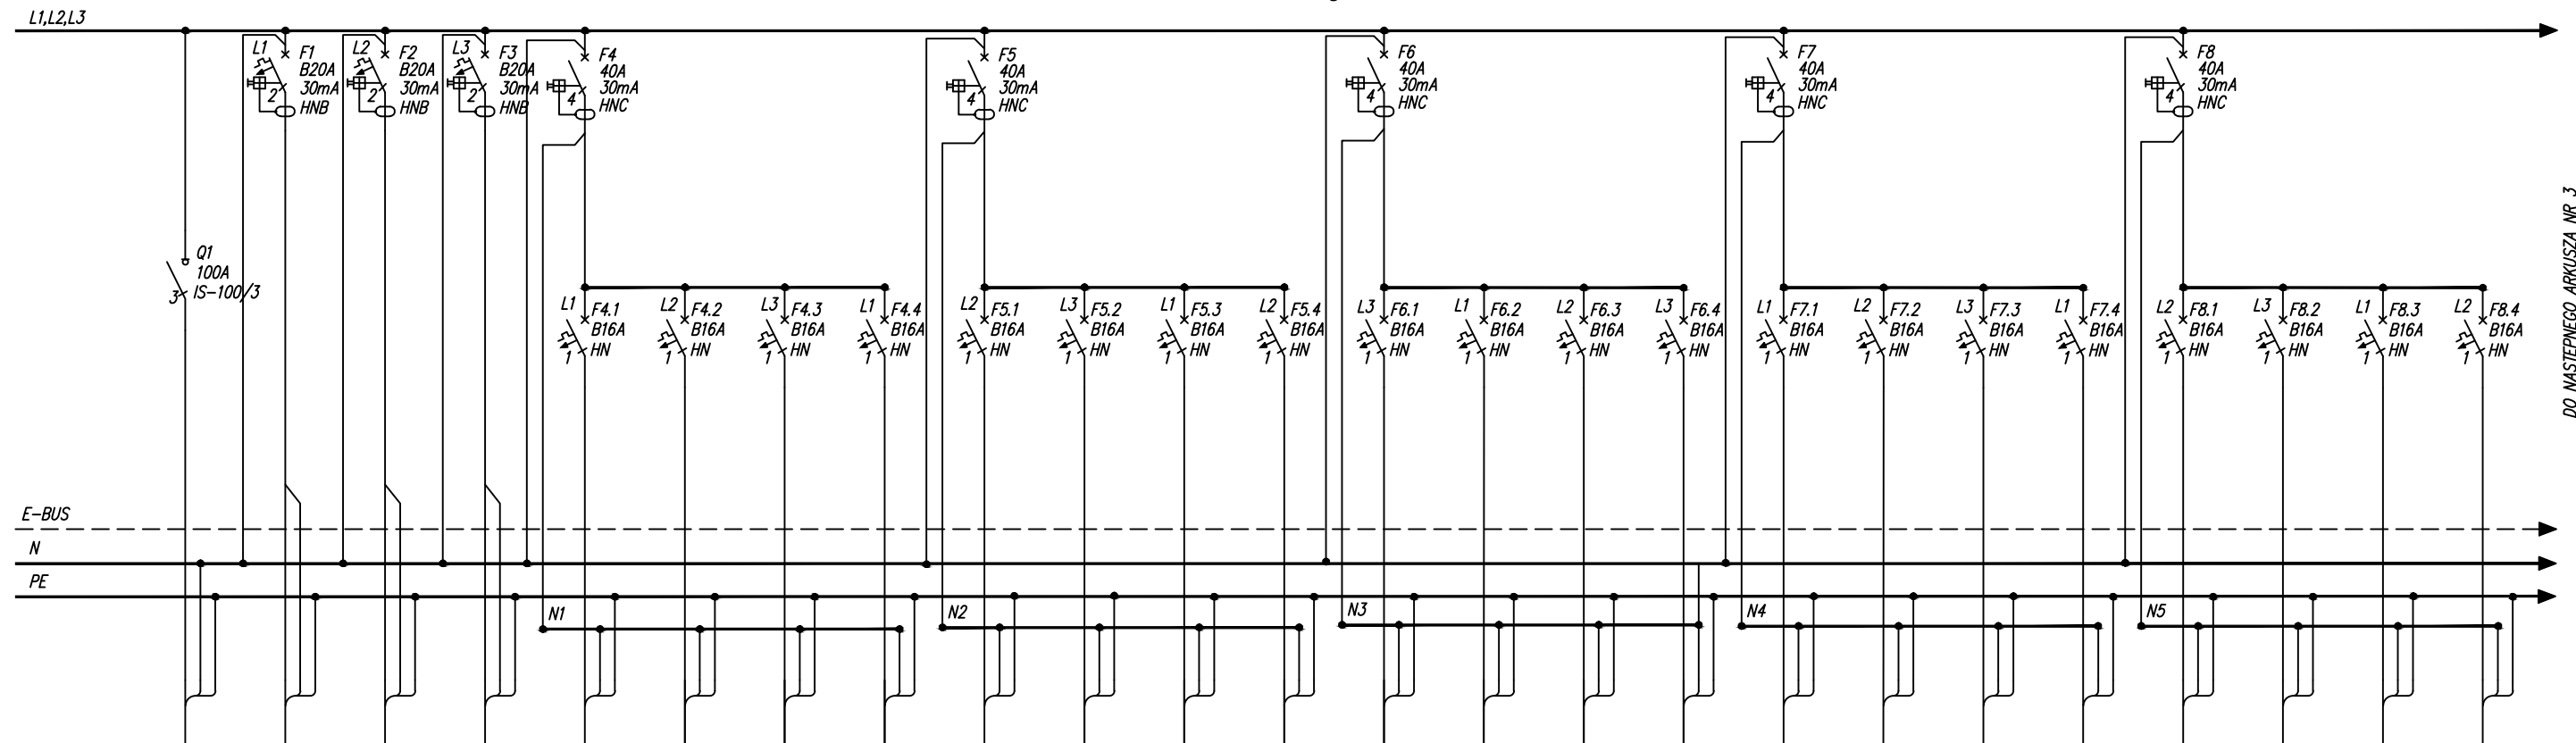 L1,L2,L3
L1
F1
B20A
30mA
HNB
2
L2
F2
B20A
30mA
HNB
2
L3
F3
B20A
30mA
HNB
2
F4
40A
30mA
HNC
4
F5
40A
30mA
HNC
4
F6
40A
30mA
HNC
4
F7
40A
30mA
HNC
4
F8
40A
30mA
HNC
4
Q1
100A
IS-100/3
3
L1
F4.1
B16A
HN
1
L2
F4.2
B16A
HN
1
L3
F4.3
B16A
HN
1
L1
F4.4
B16A
HN
1
L2
F5.1
B16A
HN
1
L3
F5.2
B16A
HN
1
L1
F5.3
B16A
HN
1
L2
F5.4
B16A
HN
1
L3
F6.1
B16A
HN
1
L1
F6.2
B16A
HN
1
L2
F6.3
B16A
HN
1
L3
F6.4
B16A
HN
1
L1
F7.1
B16A
HN
1
L2
F7.2
B16A
HN
1
L3
F7.3
B16A
HN
1
L1
F7.4
B16A
HN
1
L2
F8.1
B16A
HN
1
L3
F8.2
B16A
HN
1
L1
F8.3
B16A
HN
1
L2
F8.4
B16A
HN
1
DO NASTEPNEGO ARKUSZA NR 3
E-BUS
N
PE
N1
N2
N3
N4
N5